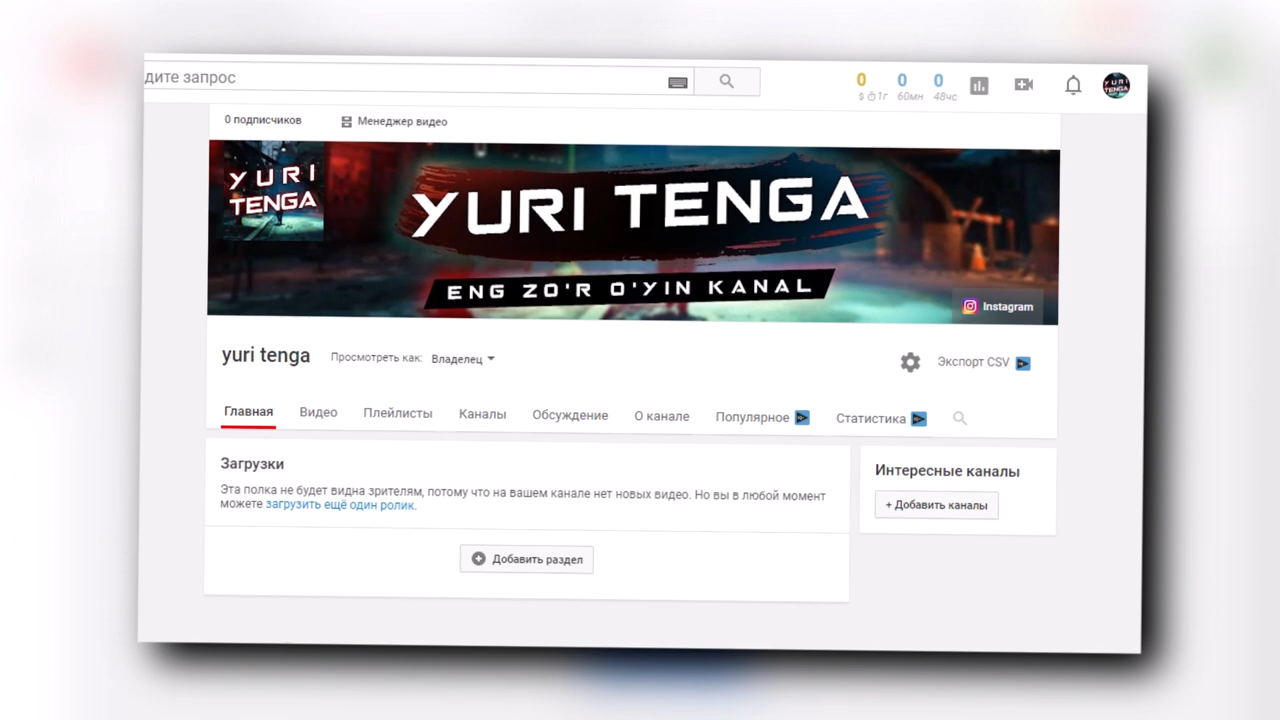 дите запрос
0 0 0
$ 1г 60мн 48чс
YURI
TENGA
0 подписчиков Менеджер видео
YURI
TENGA
YURI TENGA
ENG ZO'R O'YIN KANAL
Instagram
yuri tenga Просмотреть как: Владелец Экспорт CSV
Главная Видео Плейлисты Каналы Обсуждение О канале Популярное Статистика
Загрузки
Эта полка не будет видна зрителям, потому что на вашем канале нет новых видео. Но вы в любой момент
можете загрузить ещё один ролик.
Добавить раздел
Интересные каналы
+ Добавить каналы